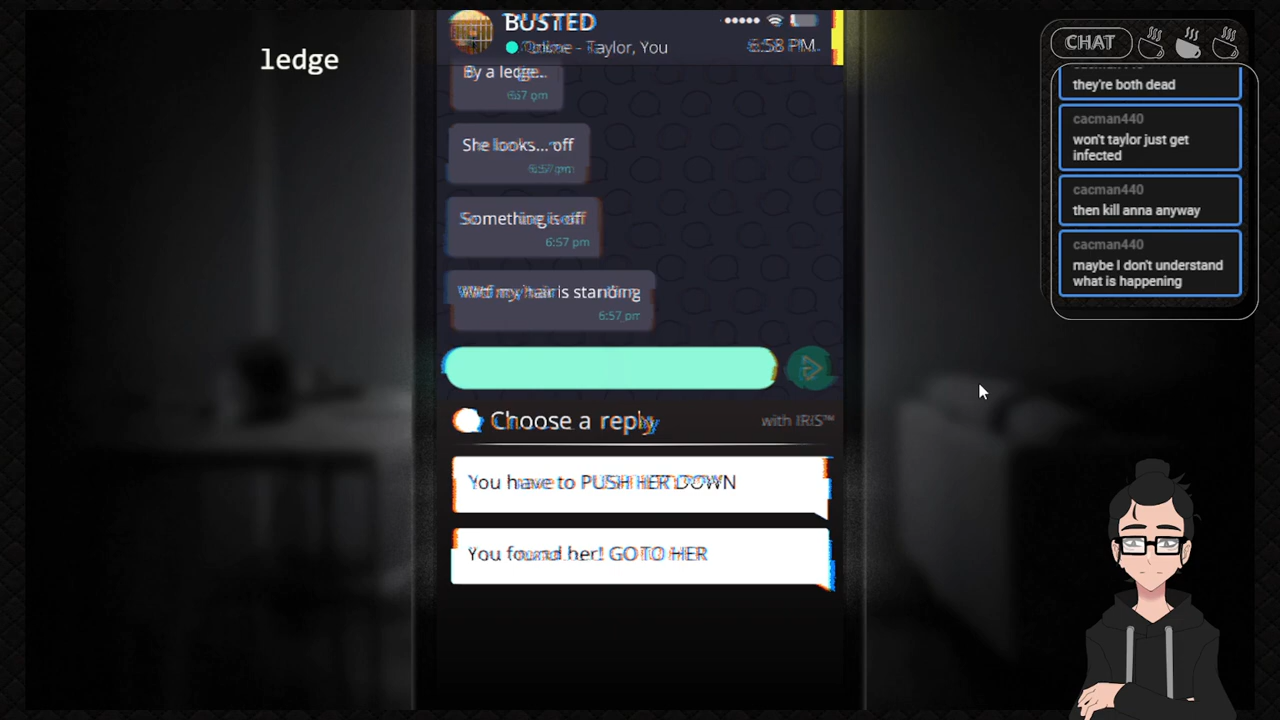 ledge
BUSTED
Online - Taylor, You
6:58 PM
By a ledge...
6:57 pm
She looks... off
6:57 pm
Something is off
6:57 pm
Wtf my hair is standing
6:57 pm
Choose a reply
with IRIS™
You have to PUSH HER DOWN
You found her! GO TO HER
CHAT
they're both dead
cacman440
won't taylor just get
infected
cacman440
then kill anna anyway
cacman440
maybe I don't understand
what is happening